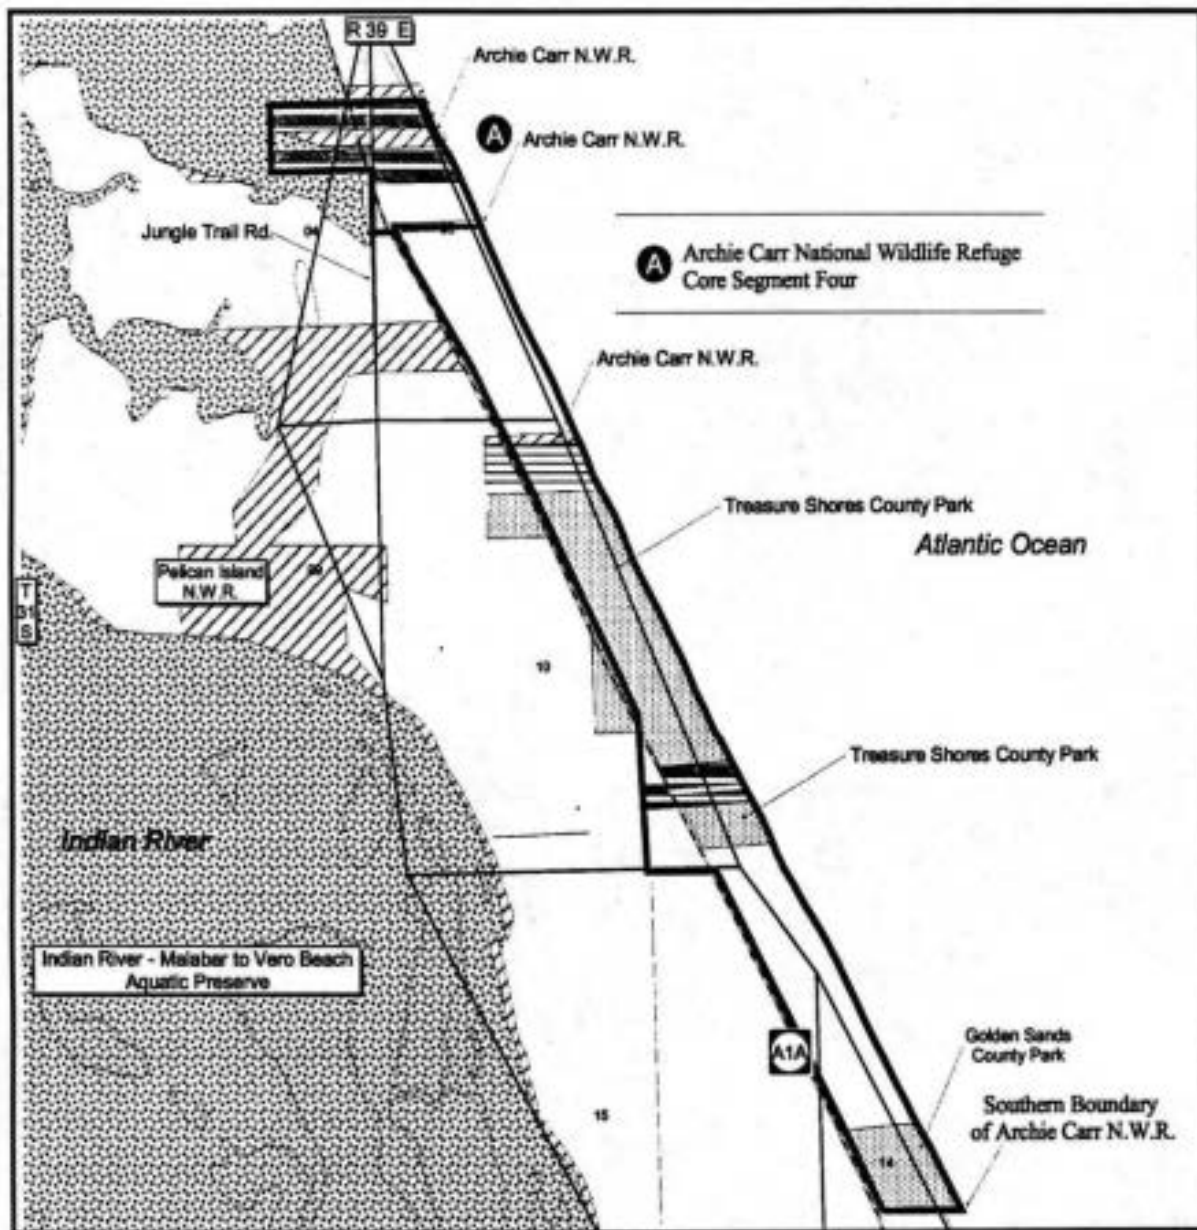 R 39 E
Archie Carr N.W.R.
A
Archie Carr N.W.R.
Jungle Trail Rd.
04
A
Archie Carr National Wildlife Refuge
Core Segment Four
Archie Carr N.W.R.
Treasure Shores County Park
Atlantic Ocean
Pelican Island
N.W.R.
T
31
S
10
Treasure Shores County Park
Indian River
Indian River - Malabar to Vero Beach
Aquatic Preserve
A1A
Golden Sands
County Park
Southern Boundary
of Archie Carr N.W.R.
15
14